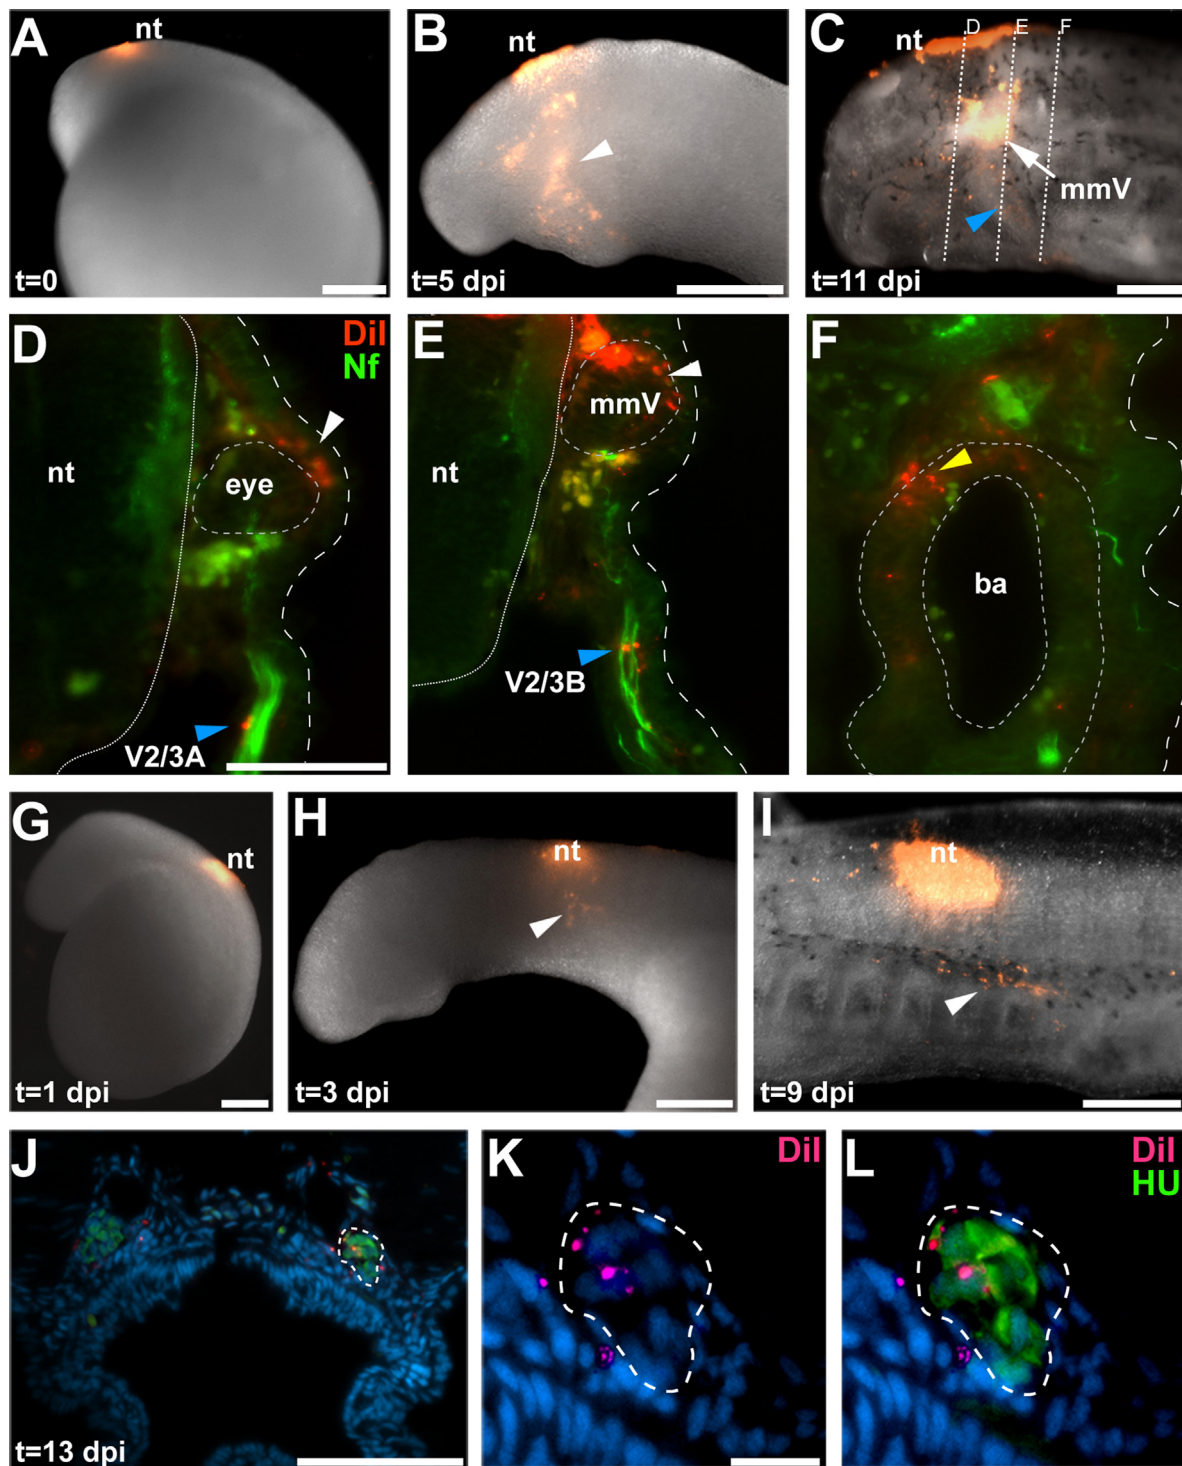 A
nt
t=0
B
nt
t=5 dpi
C
nt
D
E
F
mmV
t=11 dpi
D
DiI
Nf
nt
eye
V2/3A
E
mmV
nt
V2/3B
F
ba
G
nt
t=1 dpi
H
nt
t=3 dpi
I
nt
t=9 dpi
J
t=13 dpi
K
DiI
L
DiI
HU